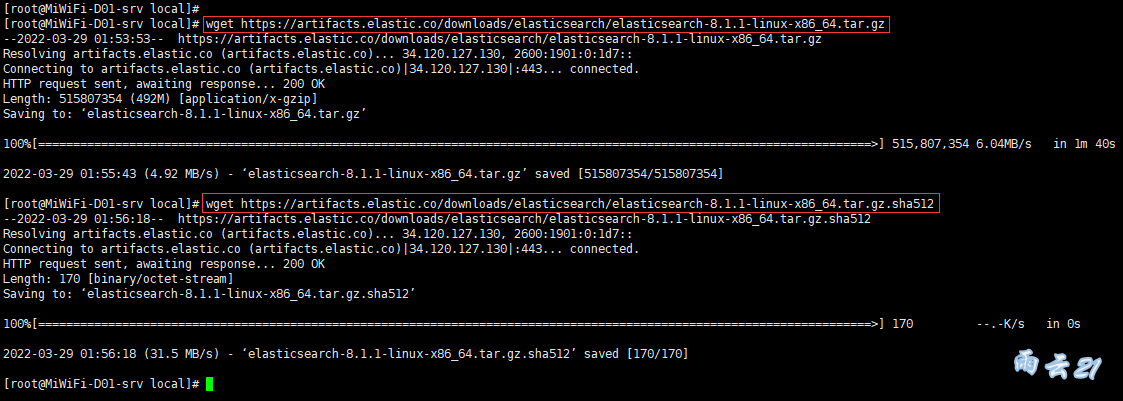 [root@MiWiFi-D01-srv local]#
[root@MiWiFi-D01-srv local]# wget https://artifacts.elastic.co/downloads/elasticsearch/elasticsearch-8.1.1-linux-x86_64.tar.gz
--2022-03-29 01:53:53--  https://artifacts.elastic.co/downloads/elasticsearch/elasticsearch-8.1.1-linux-x86_64.tar.gz
Resolving artifacts.elastic.co (artifacts.elastic.co)... 34.120.127.130, 2600:1901:0:1d7::
Connecting to artifacts.elastic.co (artifacts.elastic.co)|34.120.127.130|:443... connected.
HTTP request sent, awaiting response... 200 OK
Length: 515807354 (492M) [application/x-gzip]
Saving to: ‘elasticsearch-8.1.1-linux-x86_64.tar.gz’
100%[======================================================================================================================>] 515,807,354 6.04MB/s   in 1m 40s
2022-03-29 01:55:43 (4.92 MB/s) - ‘elasticsearch-8.1.1-linux-x86_64.tar.gz’ saved [515807354/515807354]
[root@MiWiFi-D01-srv local]# wget https://artifacts.elastic.co/downloads/elasticsearch/elasticsearch-8.1.1-linux-x86_64.tar.gz.sha512
--2022-03-29 01:56:18--  https://artifacts.elastic.co/downloads/elasticsearch/elasticsearch-8.1.1-linux-x86_64.tar.gz.sha512
Resolving artifacts.elastic.co (artifacts.elastic.co)... 34.120.127.130, 2600:1901:0:1d7::
Connecting to artifacts.elastic.co (artifacts.elastic.co)|34.120.127.130|:443... connected.
HTTP request sent, awaiting response... 200 OK
Length: 170 [binary/octet-stream]
Saving to: ‘elasticsearch-8.1.1-linux-x86_64.tar.gz.sha512’
100%[======================================================================================================================>] 170         --.-K/s   in 0s
2022-03-29 01:56:18 (31.5 MB/s) - ‘elasticsearch-8.1.1-linux-x86_64.tar.gz.sha512’ saved [170/170]
雨云21
[root@MiWiFi-D01-srv local]#